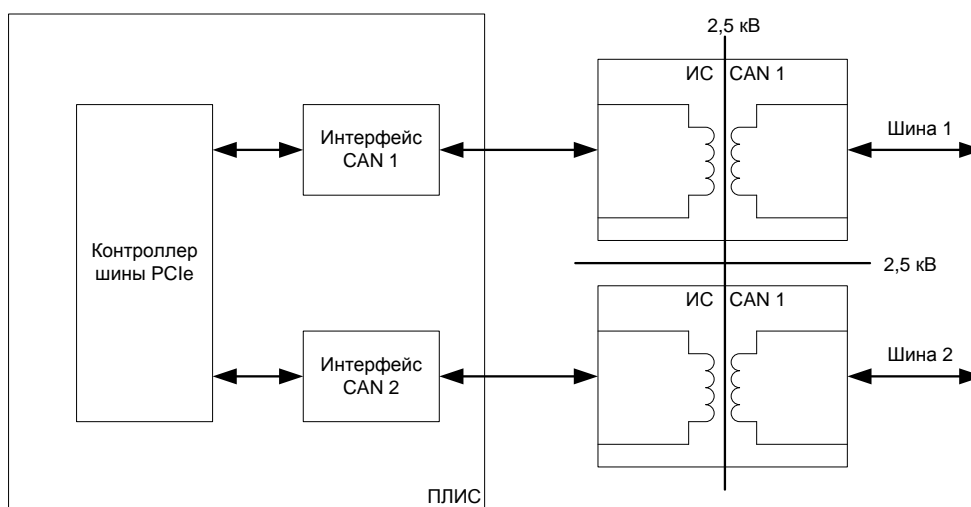 2,5 кВ
ИС CAN 1
Интерфейс
CAN 1
Шина 1
Контроллер
шины PCIe
2,5 кВ
ИС CAN 1
Интерфейс
CAN 2
Шина 2
ПЛИС